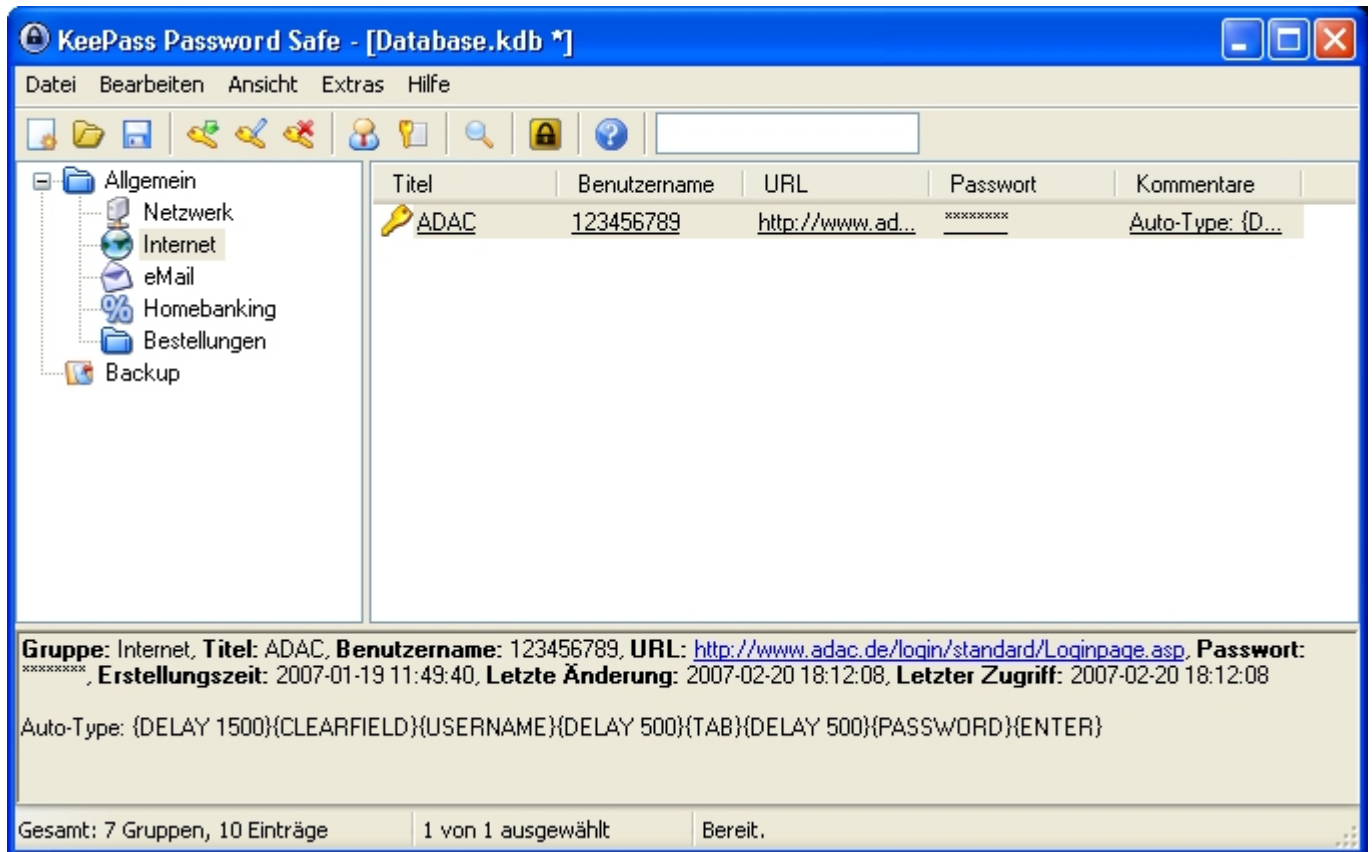 KeePass Password Safe - [Database.kdb *]
Datei Bearbeiten Ansicht Extras Hilfe
Allgemein
Netzwerk
Internet
eMail
Homebanking
Bestellungen
Backup
Titel Benutzername URL Passwort Kommentare
ADAC 123456789 http://www.ad... ******** Auto-Type: {D...
Gruppe: Internet, Titel: ADAC, Benutzername: 123456789, URL: http://www.adac.de/login/standard/Loginpage.asp, Passwort:
********, Erstellungszeit: 2007-01-19 11:49:40, Letzte Änderung: 2007-02-20 18:12:08, Letzter Zugriff: 2007-02-20 18:12:08
Auto-Type: {DELAY 1500}{CLEARFIELD}{USERNAME}{DELAY 500}{TAB}{DELAY 500}{PASSWORD}{ENTER}
Gesamt: 7 Gruppen, 10 Einträge 1 von 1 ausgewählt Bereit.